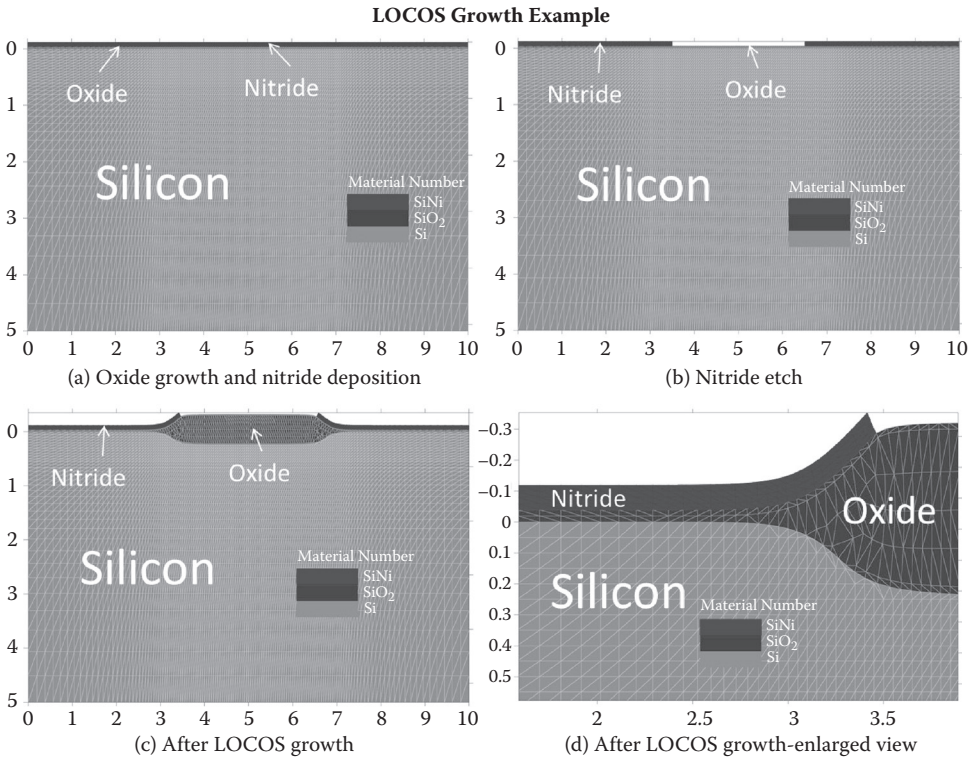 LOCOS Growth Example
0
1
2
3
4
5
Oxide
Nitride
Silicon
Material Number
SiNi
SiO2
Si
0 1 2 3 4 5 6 7 8 9 10
(a) Oxide growth and nitride deposition
0
1
2
3
4
5
Nitride
Oxide
Silicon
Material Number
SiNi
SiO2
Si
0 1 2 3 4 5 6 7 8 9 10
(b) Nitride etch
0
1
2
3
4
5
Nitride
Oxide
Silicon
Material Number
SiNi
SiO2
Si
0 1 2 3 4 5 6 7 8 9 10
(c) After LOCOS growth
−0.3
−0.2
−0.1
0
0.1
0.2
0.3
0.4
0.5
Nitride
Oxide
Silicon
Material Number
SiNi
SiO2
Si
2 2.5 3 3.5
(d) After LOCOS growth-enlarged view